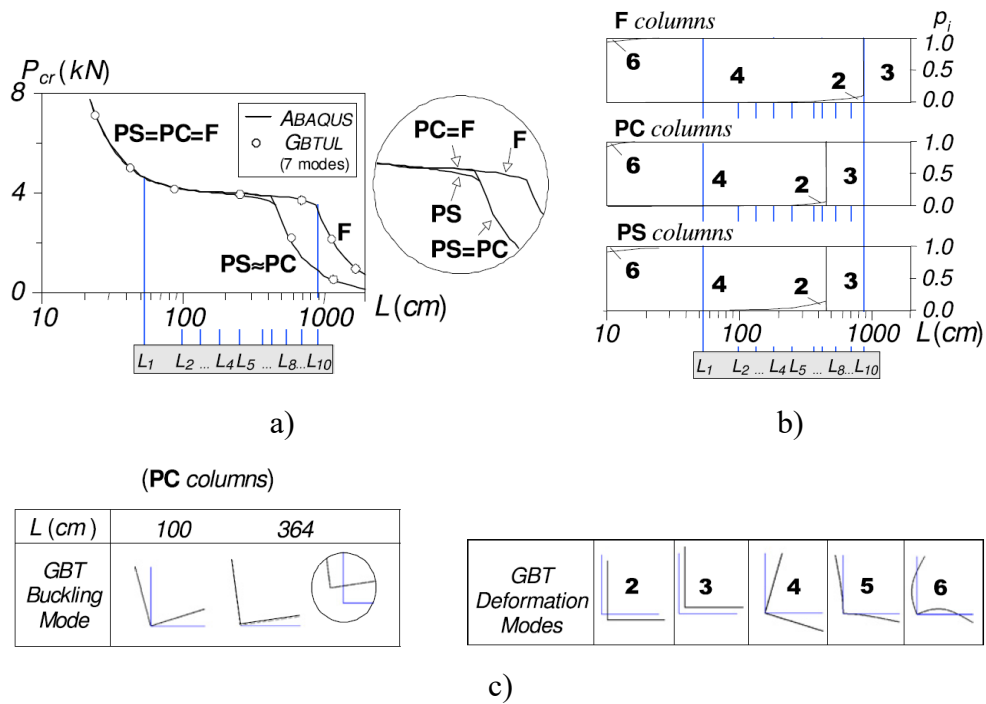 P_cr (kN)
8
4
0
PS=PC=F
ABAQUS
GBTUL
(7 modes)
F
PS≈PC
PC=F
F
PS
PS=PC
10
100
1000
L (cm)
L1
L2
...
L4
L5
...
L8...
L10
a)
b)
F columns
p_i
6
4
2
3
1.0
0.5
0.0
PC columns
6
4
2
3
1.0
0.5
0.0
PS columns
6
4
2
3
1.0
0.5
0.0
10
100
1000
L (cm)
L1
L2
...
L4
L5
...
L8...
L10
(PC columns)
L (cm)
100
364
GBT
Buckling
Mode
GBT
Deformation
Modes
2
3
4
5
6
c)